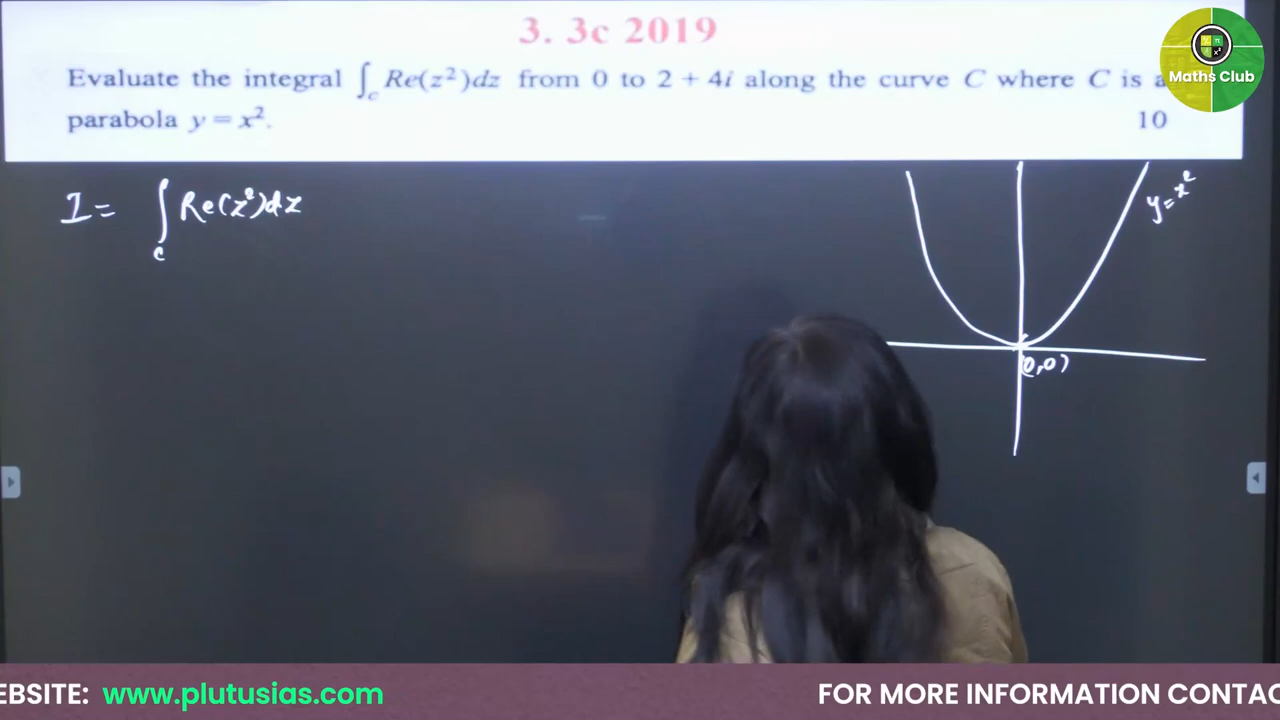 3. 3c 2019
Maths Club
Evaluate the integral ∫_c Re(z²)dz from 0 to 2 + 4i along the curve C where C is a
parabola y = x².
10
I = ∫_c Re(z²)dz
y = x²
(0,0)
EBSITE: www.plutusias.com
FOR MORE INFORMATION CONTAC